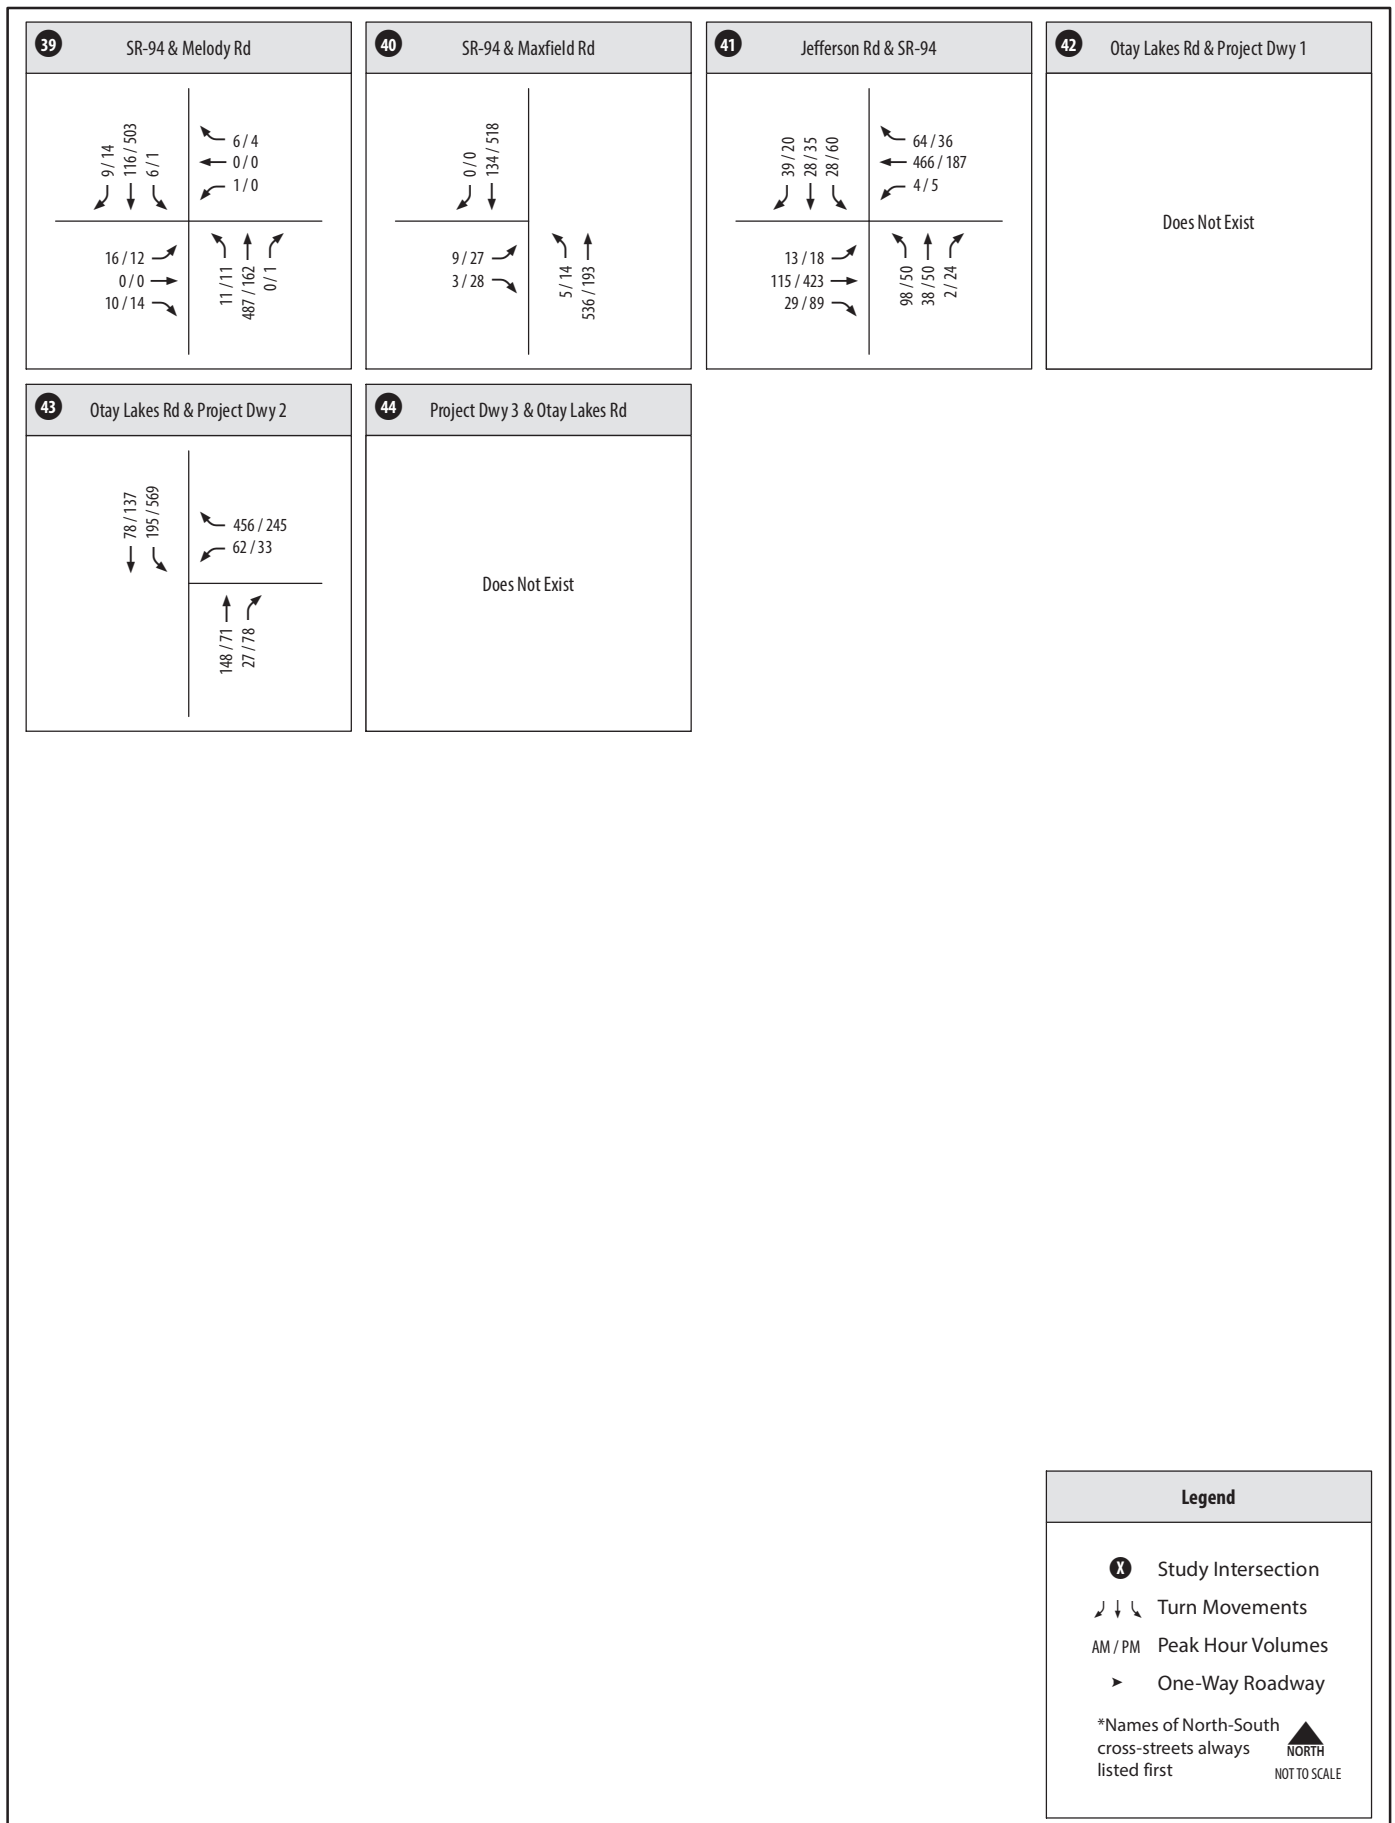 39 SR-94 & Melody Rd
9 / 14
116 / 503
6 / 1
6 / 4
0 / 0
1 / 0
16 / 12
0 / 0
10 / 14
11 / 11
487 / 162
0 / 1
40 SR-94 & Maxfield Rd
0 / 0
134 / 518
9 / 27
3 / 28
5 / 14
536 / 193
41 Jefferson Rd & SR-94
39 / 20
28 / 35
28 / 60
64 / 36
466 / 187
4 / 5
13 / 18
115 / 423
29 / 89
98 / 50
38 / 50
2 / 24
42 Otay Lakes Rd & Project Dwy 1
Does Not Exist
43 Otay Lakes Rd & Project Dwy 2
78 / 137
195 / 569
456 / 245
62 / 33
148 / 71
27 / 78
44 Project Dwy 3 & Otay Lakes Rd
Does Not Exist
Legend
X Study Intersection
Turn Movements
AM / PM Peak Hour Volumes
One-Way Roadway
*Names of North-South
cross-streets always
listed first
NORTH
NOT TO SCALE